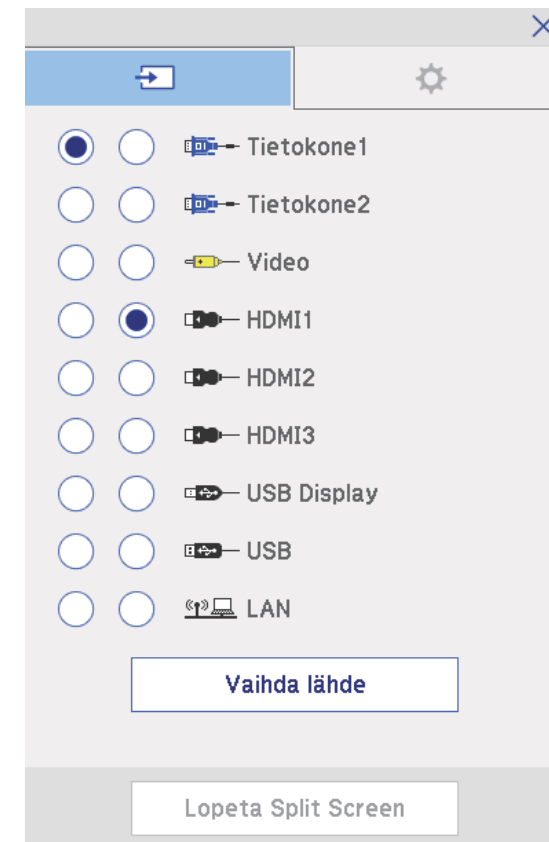 Tietokone1
Tietokone2
Video
HDMI1
HDMI2
HDMI3
USB Display
USB
LAN
Vaihda lähde
Lopeta Split Screen